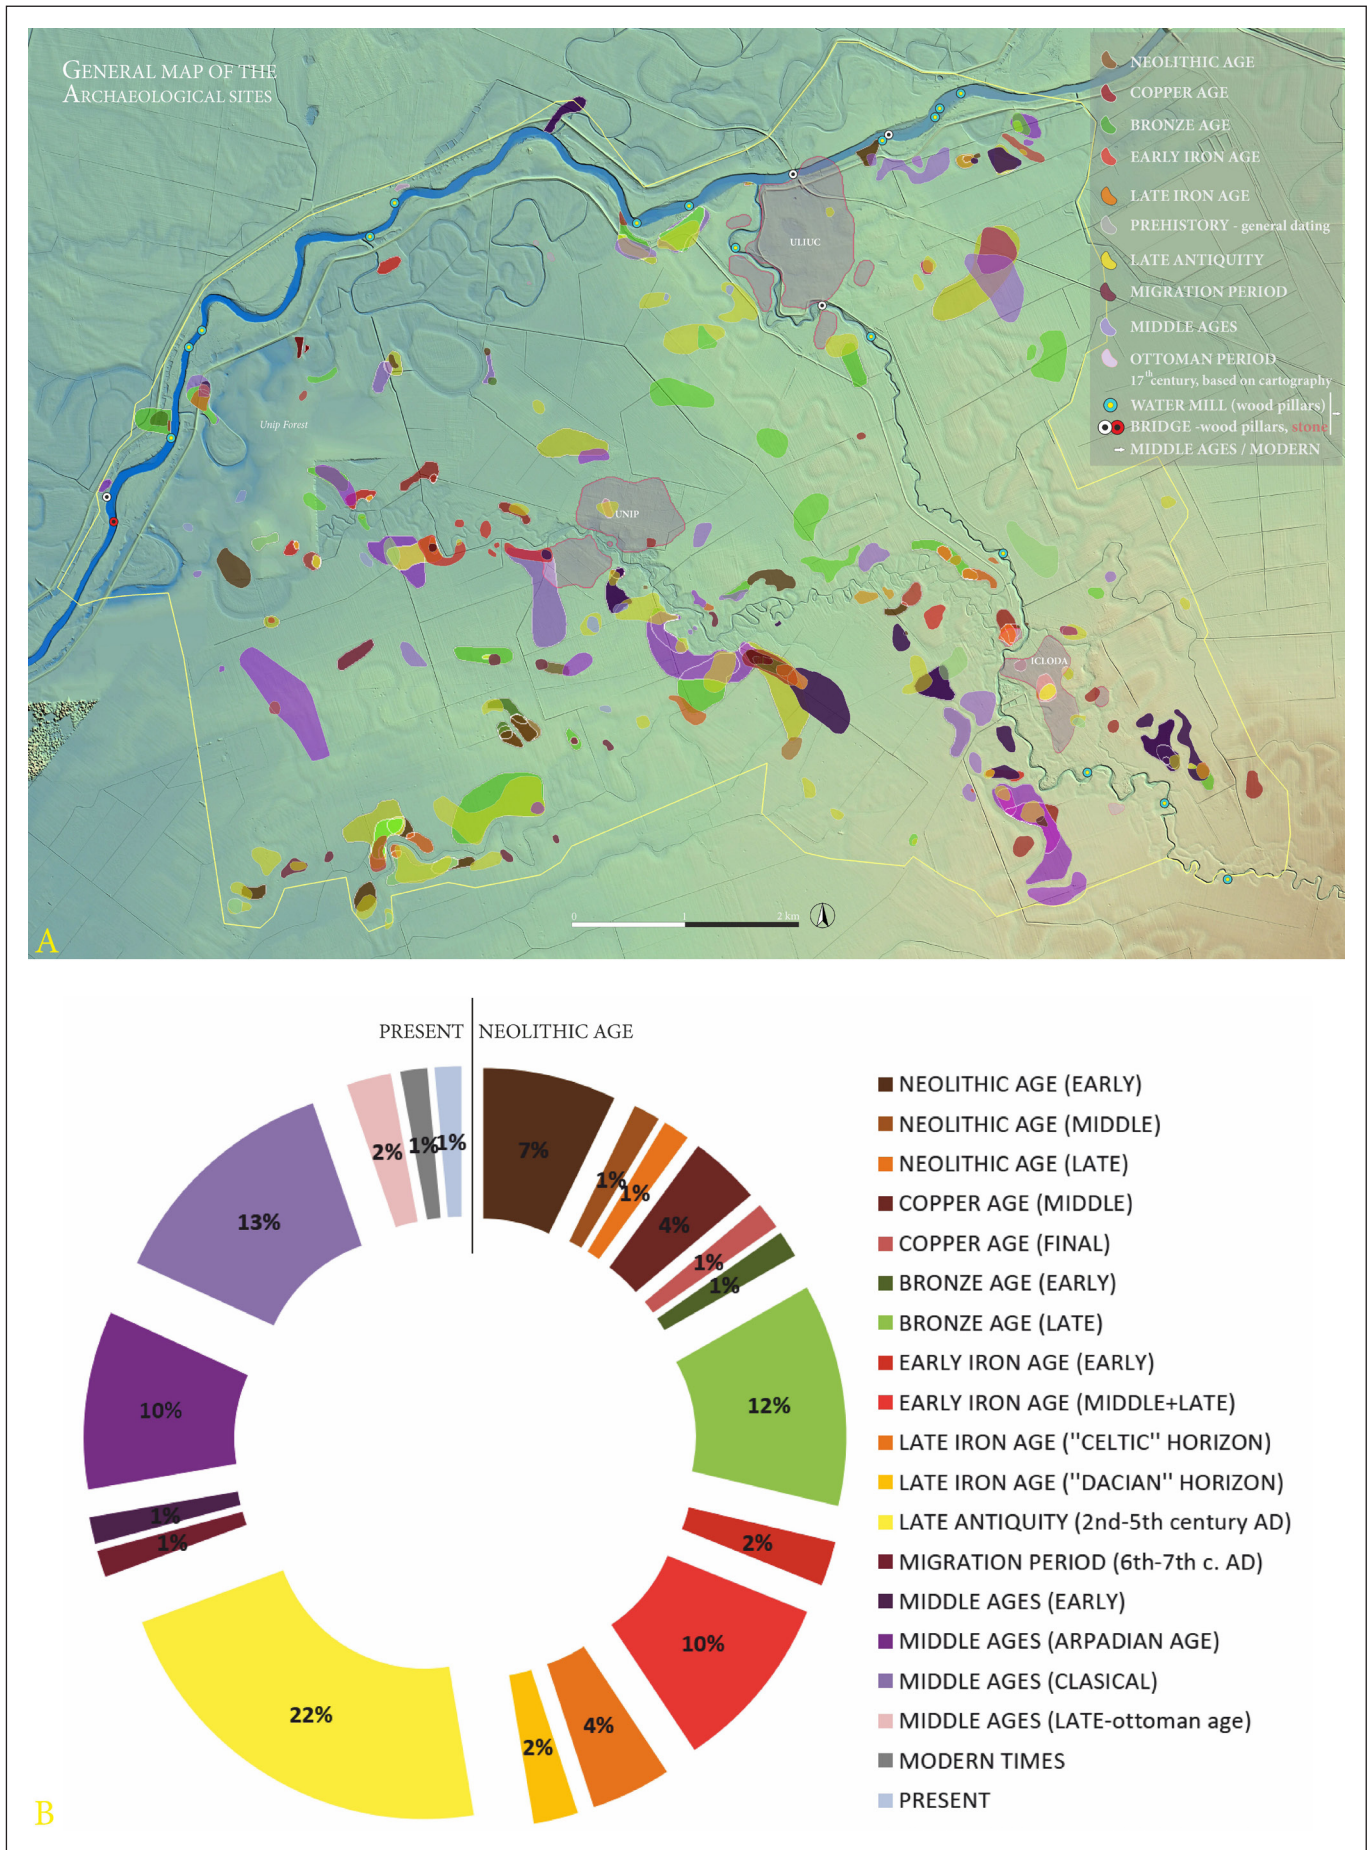 GENERAL MAP OF THE
ARCHAEOLOGICAL SITES
NEOLITHIC AGE
COPPER AGE
BRONZE AGE
EARLY IRON AGE
LATE IRON AGE
PREHISTORY - general dating
LATE ANTIQUITY
MIGRATION PERIOD
MIDDLE AGES
OTTOMAN PERIOD
17th century, based on cartography
WATER MILL (wood pillars)
BRIDGE -wood pillars, stone
MIDDLE AGES / MODERN
ULIUC
Unip Forest
UNIP
ICLODA
0 1 2 km
A
PRESENT NEOLITHIC AGE
7%
1%
1%
4%
1%
1%
12%
2%
10%
4%
2%
22%
1%
1%
10%
13%
2%
1%
1%
NEOLITHIC AGE (EARLY)
NEOLITHIC AGE (MIDDLE)
NEOLITHIC AGE (LATE)
COPPER AGE (MIDDLE)
COPPER AGE (FINAL)
BRONZE AGE (EARLY)
BRONZE AGE (LATE)
EARLY IRON AGE (EARLY)
EARLY IRON AGE (MIDDLE+LATE)
LATE IRON AGE ("CELTIC" HORIZON)
LATE IRON AGE ("DACIAN" HORIZON)
LATE ANTIQUITY (2nd-5th century AD)
MIGRATION PERIOD (6th-7th c. AD)
MIDDLE AGES (EARLY)
MIDDLE AGES (ARPADIAN AGE)
MIDDLE AGES (CLASICAL)
MIDDLE AGES (LATE-ottoman age)
MODERN TIMES
PRESENT
B